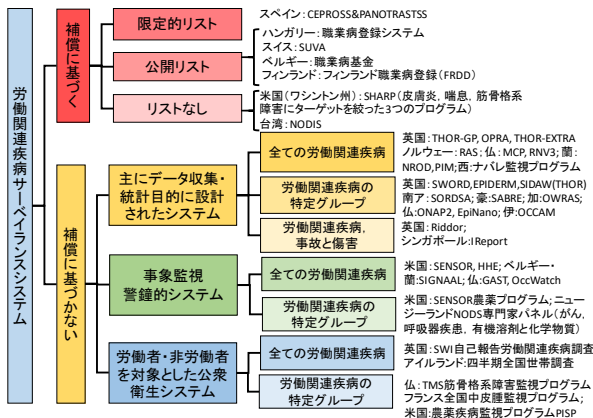 労働関連疾病サーベイランスシステム
補償に基づく
限定的リスト
スペイン：CEPROSS&PANOTRASTSS
公開リスト
ハンガリー：職業病登録システム
スイス：SUVA
ベルギー：職業病基金
フィンランド：フィンランド職業病登録（FRDD）
リストなし
米国（ワシントン州）：SHARP（皮膚炎，喘息，筋骨格系
障害にターゲットを絞った3つのプログラム）
台湾：NODIS
補償に基づかない
主にデータ収集・
統計目的に設計
されたシステム
全ての労働関連疾病
英国：THOR-GP, OPRA, THOR-EXTRA
ノルウェー：RAS；仏：MCP, RNV3；蘭：
NROD,PIM;西:ナバレ監視プログラム
労働関連疾病の
特定グループ
英国：SWORD,EPIDERM,SIDAW(THOR)
南ア：SORDSA；豪:SABRE；加:OWRAS；
仏:ONAP2, EpiNano；伊:OCCAM
労働関連疾病，
事故と傷害
英国：Riddor；
シンガポール:IReport
事象監視
警鐘的システム
全ての労働関連疾病
米国：SENSOR, HHE；ベルギー・
蘭:SIGNAAL；仏:GAST, OccWatch
労働関連疾病の
特定グループ
米国：SENSOR農薬プログラム；ニュー
ジーランドNODS専門家パネル（がん，
呼吸器疾患，有機溶剤と化学物質）
労働者・非労働者
を対象とした公衆
衛生システム
全ての労働関連疾病
英国：SWI自己報告労働関連疾病調査
アイルランド：四半期全国世帯調査
労働関連疾病の
特定グループ
仏：TMS筋骨格系障害監視プログラム
フランス全国中皮腫監視プログラム；
米国：農薬疾病監視プログラムPISP